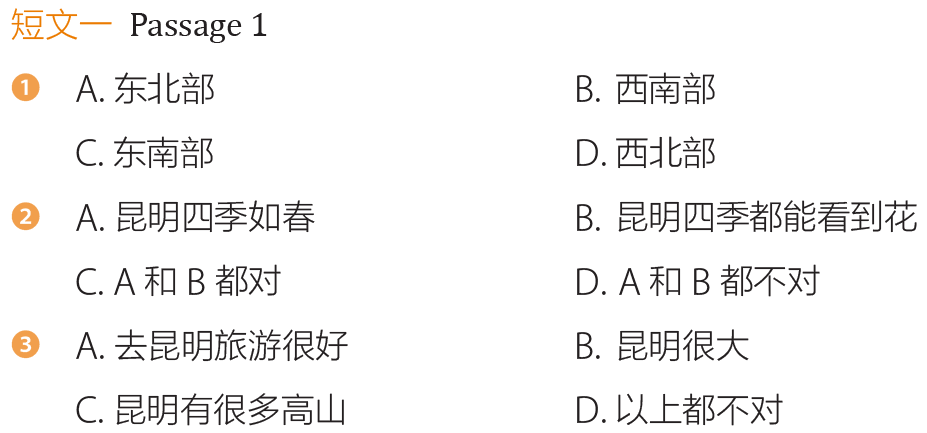 短文一 Passage 1
1 A. 东北部 B. 西南部
C. 东南部 D. 西北部
2 A. 昆明四季如春 B. 昆明四季都能看到花
C. A 和 B 都对 D. A 和 B 都不对
3 A. 去昆明旅游很好 B. 昆明很大
C. 昆明有很多高山 D. 以上都不对